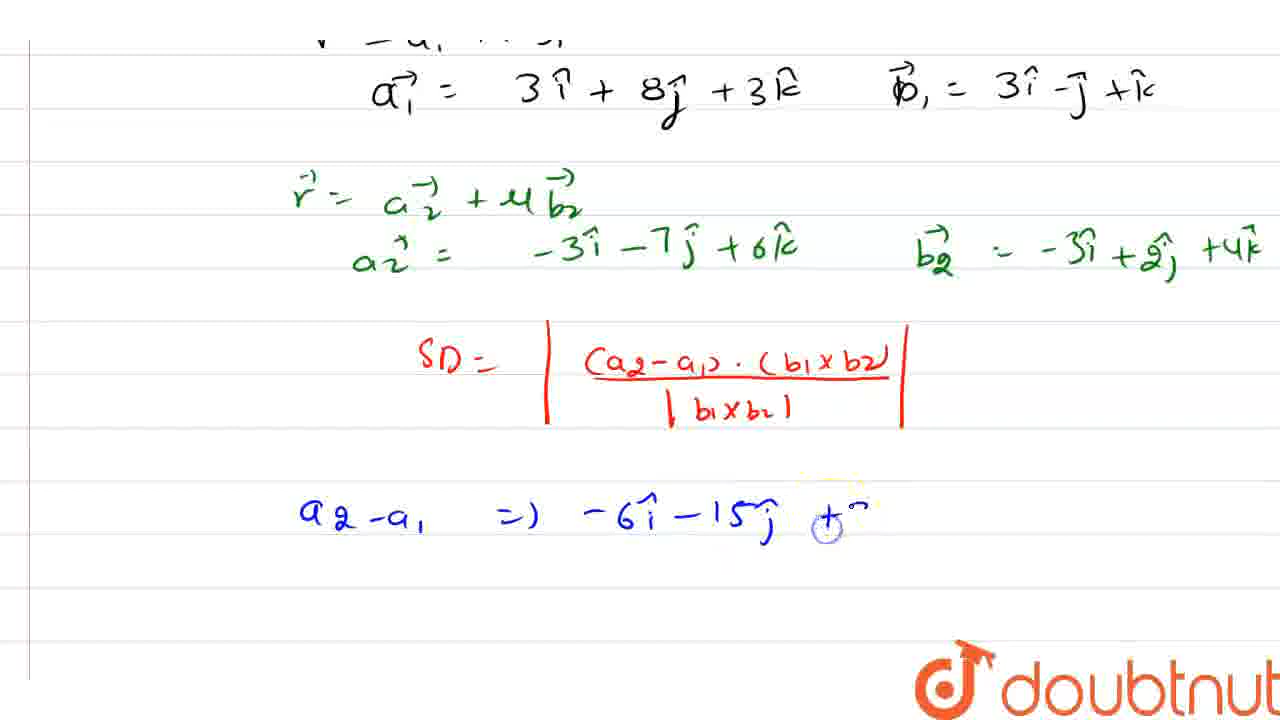 a₁⃗ = 3î + 8ĵ + 3k̂ b₁⃗ = 3î - ĵ + k̂
r⃗ = a₂⃗ + μ b₂⃗
a₂⃗ = -3î - 7ĵ + 6k̂ b₂⃗ = -3î + 2ĵ + 4k̂
SD = | (a₂ - a₁) . (b₁ × b₂) / |b₁ × b₂| |
a₂ - a₁ => -6î - 15ĵ +
doubtnut